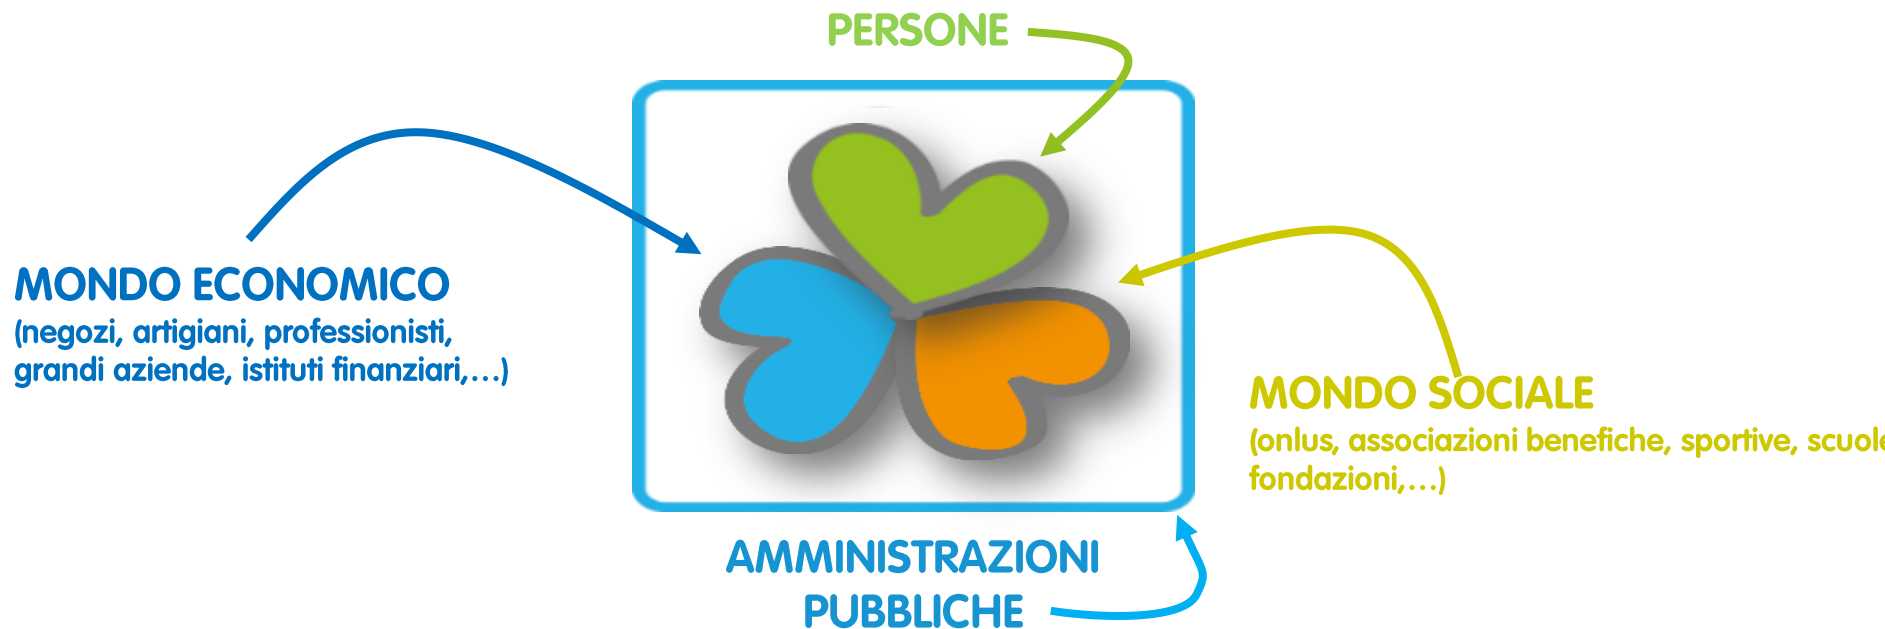 PERSONE
MONDO ECONOMICO
(negozi, artigiani, professionisti,
grandi aziende, istituti finanziari,...)
MONDO SOCIALE
(onlus, associazioni benefiche, sportive, scuole
fondazioni,...)
AMMINISTRAZIONI
PUBBLICHE